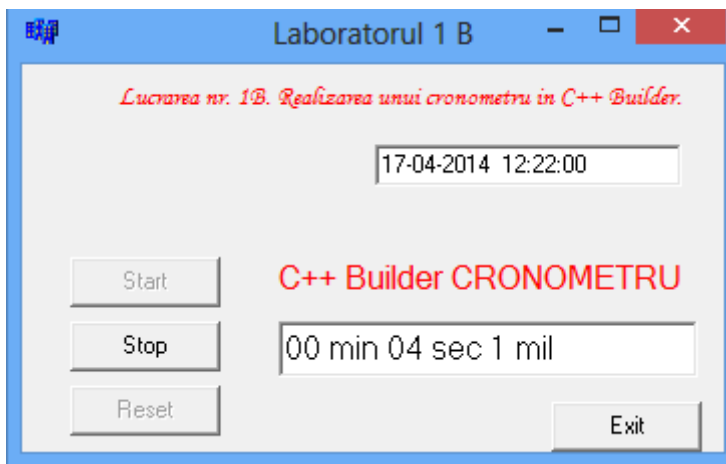 Laboratorul 1 B
Lucrarea nr. 1B. Realizarea unui cronometru in C++ Builder.
17-04-2014 12:22:00
Start
C++ Builder CRONOMETRU
Stop
00 min 04 sec 1 mil
Reset
Exit